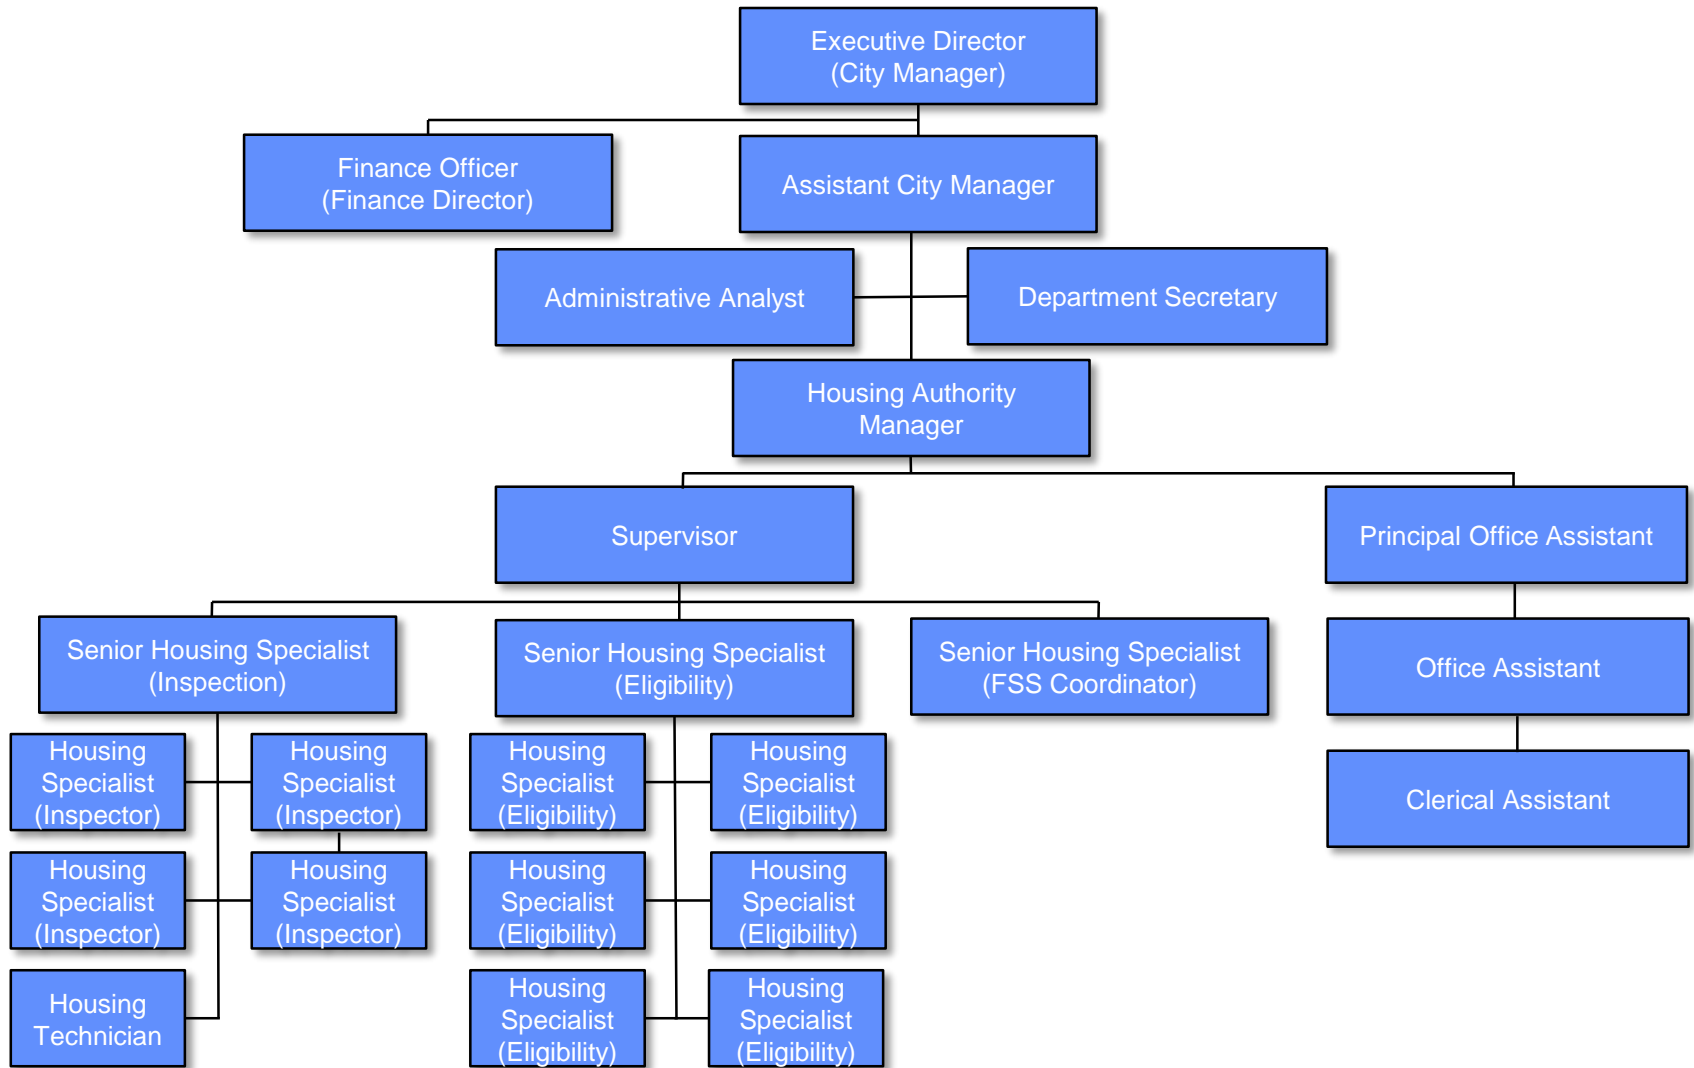 Executive Director
(City Manager)
Finance Officer
(Finance Director)
Assistant City Manager
Administrative Analyst
Department Secretary
Housing Authority
Manager
Supervisor
Principal Office Assistant
Senior Housing Specialist
(Inspection)
Senior Housing Specialist
(Eligibility)
Senior Housing Specialist
(FSS Coordinator)
Office Assistant
Housing
Specialist
(Inspector)
Housing
Specialist
(Inspector)
Housing
Specialist
(Eligibility)
Housing
Specialist
(Eligibility)
Clerical Assistant
Housing
Specialist
(Inspector)
Housing
Specialist
(Inspector)
Housing
Specialist
(Eligibility)
Housing
Specialist
(Eligibility)
Housing
Technician
Housing
Specialist
(Eligibility)
Housing
Specialist
(Eligibility)